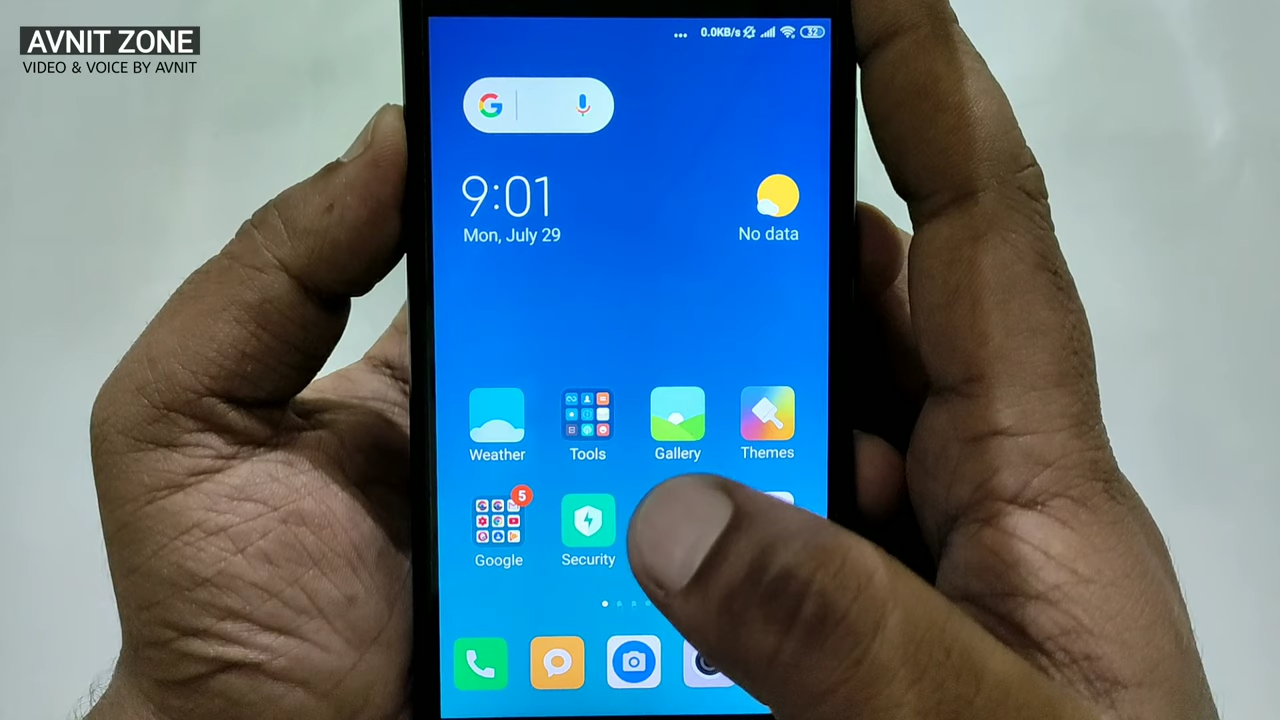 AVNIT ZONE
VIDEO & VOICE BY AVNIT
... 0.0KB/s 32
9:01
Mon, July 29
No data
Weather Tools Gallery Themes
5
Google Security